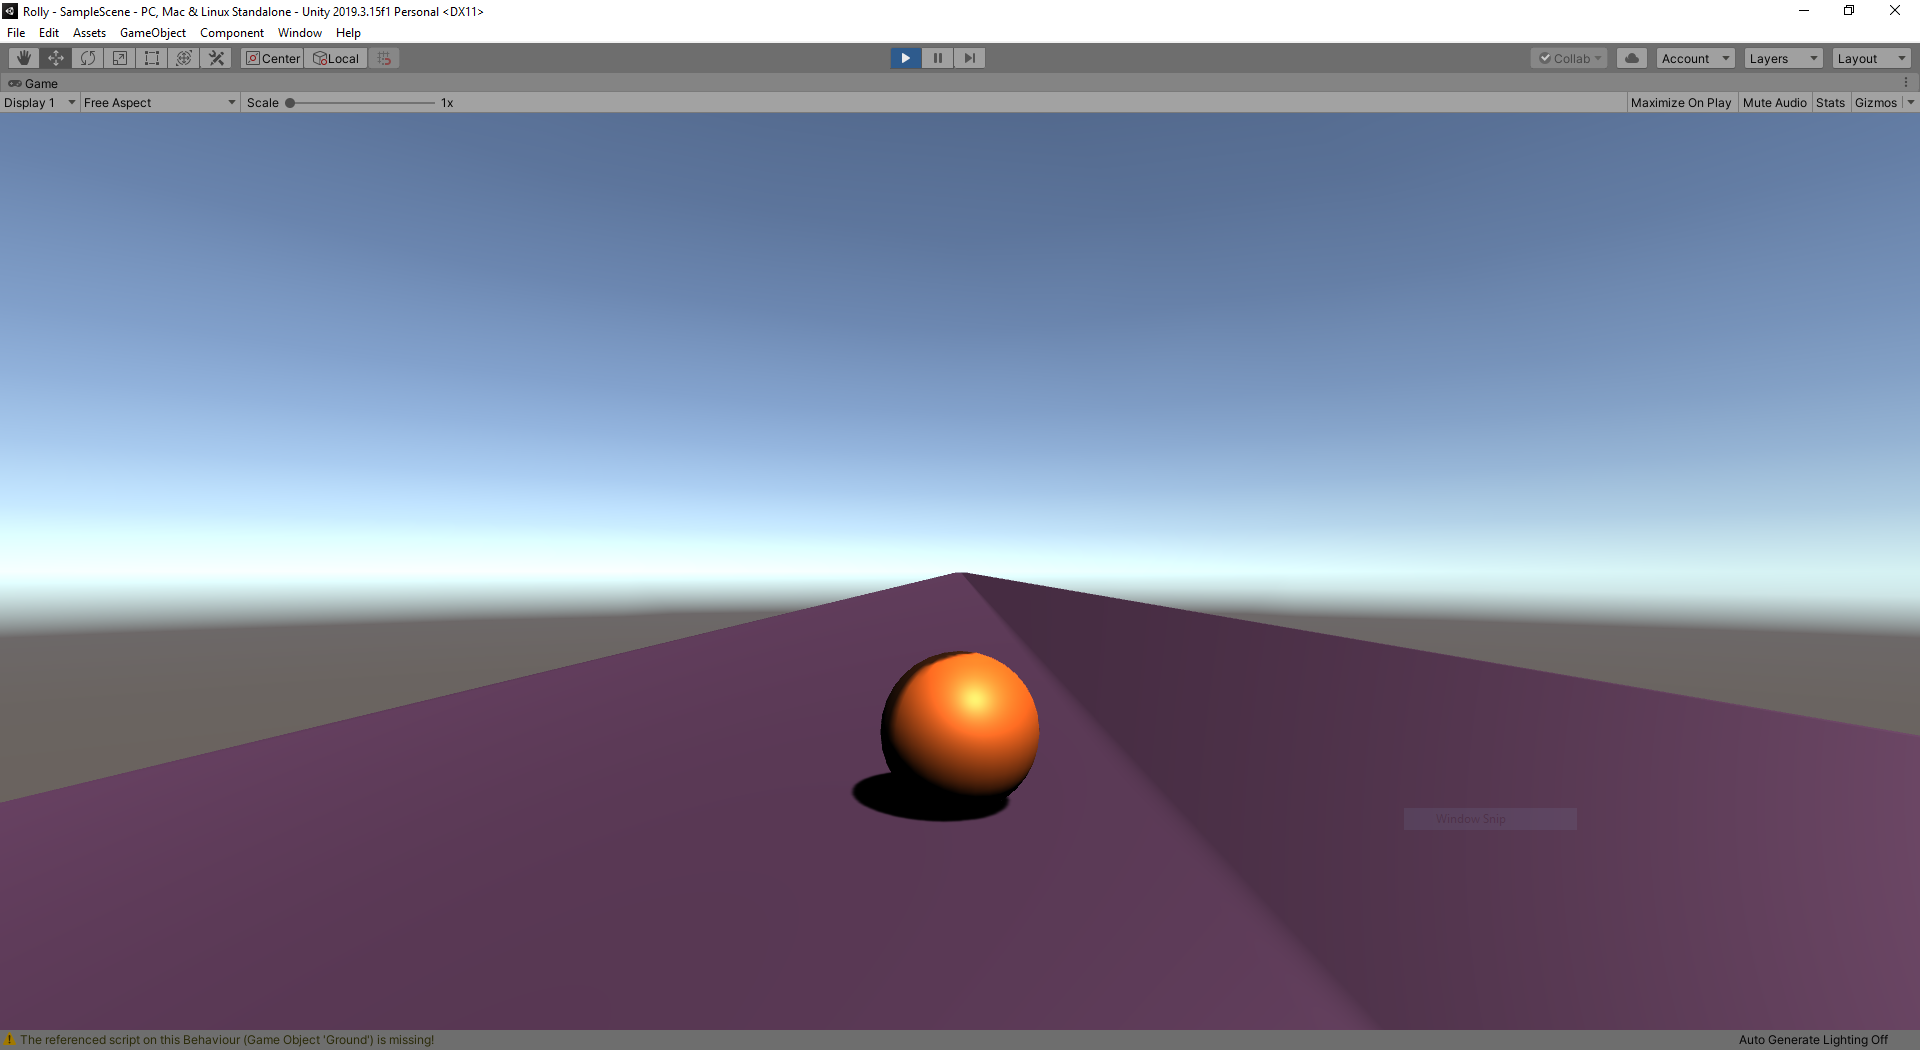 Rolly - SampleScene - PC, Mac & Linux Standalone - Unity 2019.3.15f1 Personal <DX11>
File Edit Assets GameObject Component Window Help
Center Local Collab Account Layers Layout
Game
Display 1 Free Aspect Scale 1x Maximize On Play Mute Audio Stats Gizmos
Window Snip
The referenced script on this Behaviour (Game Object 'Ground') is missing! Auto Generate Lighting Off